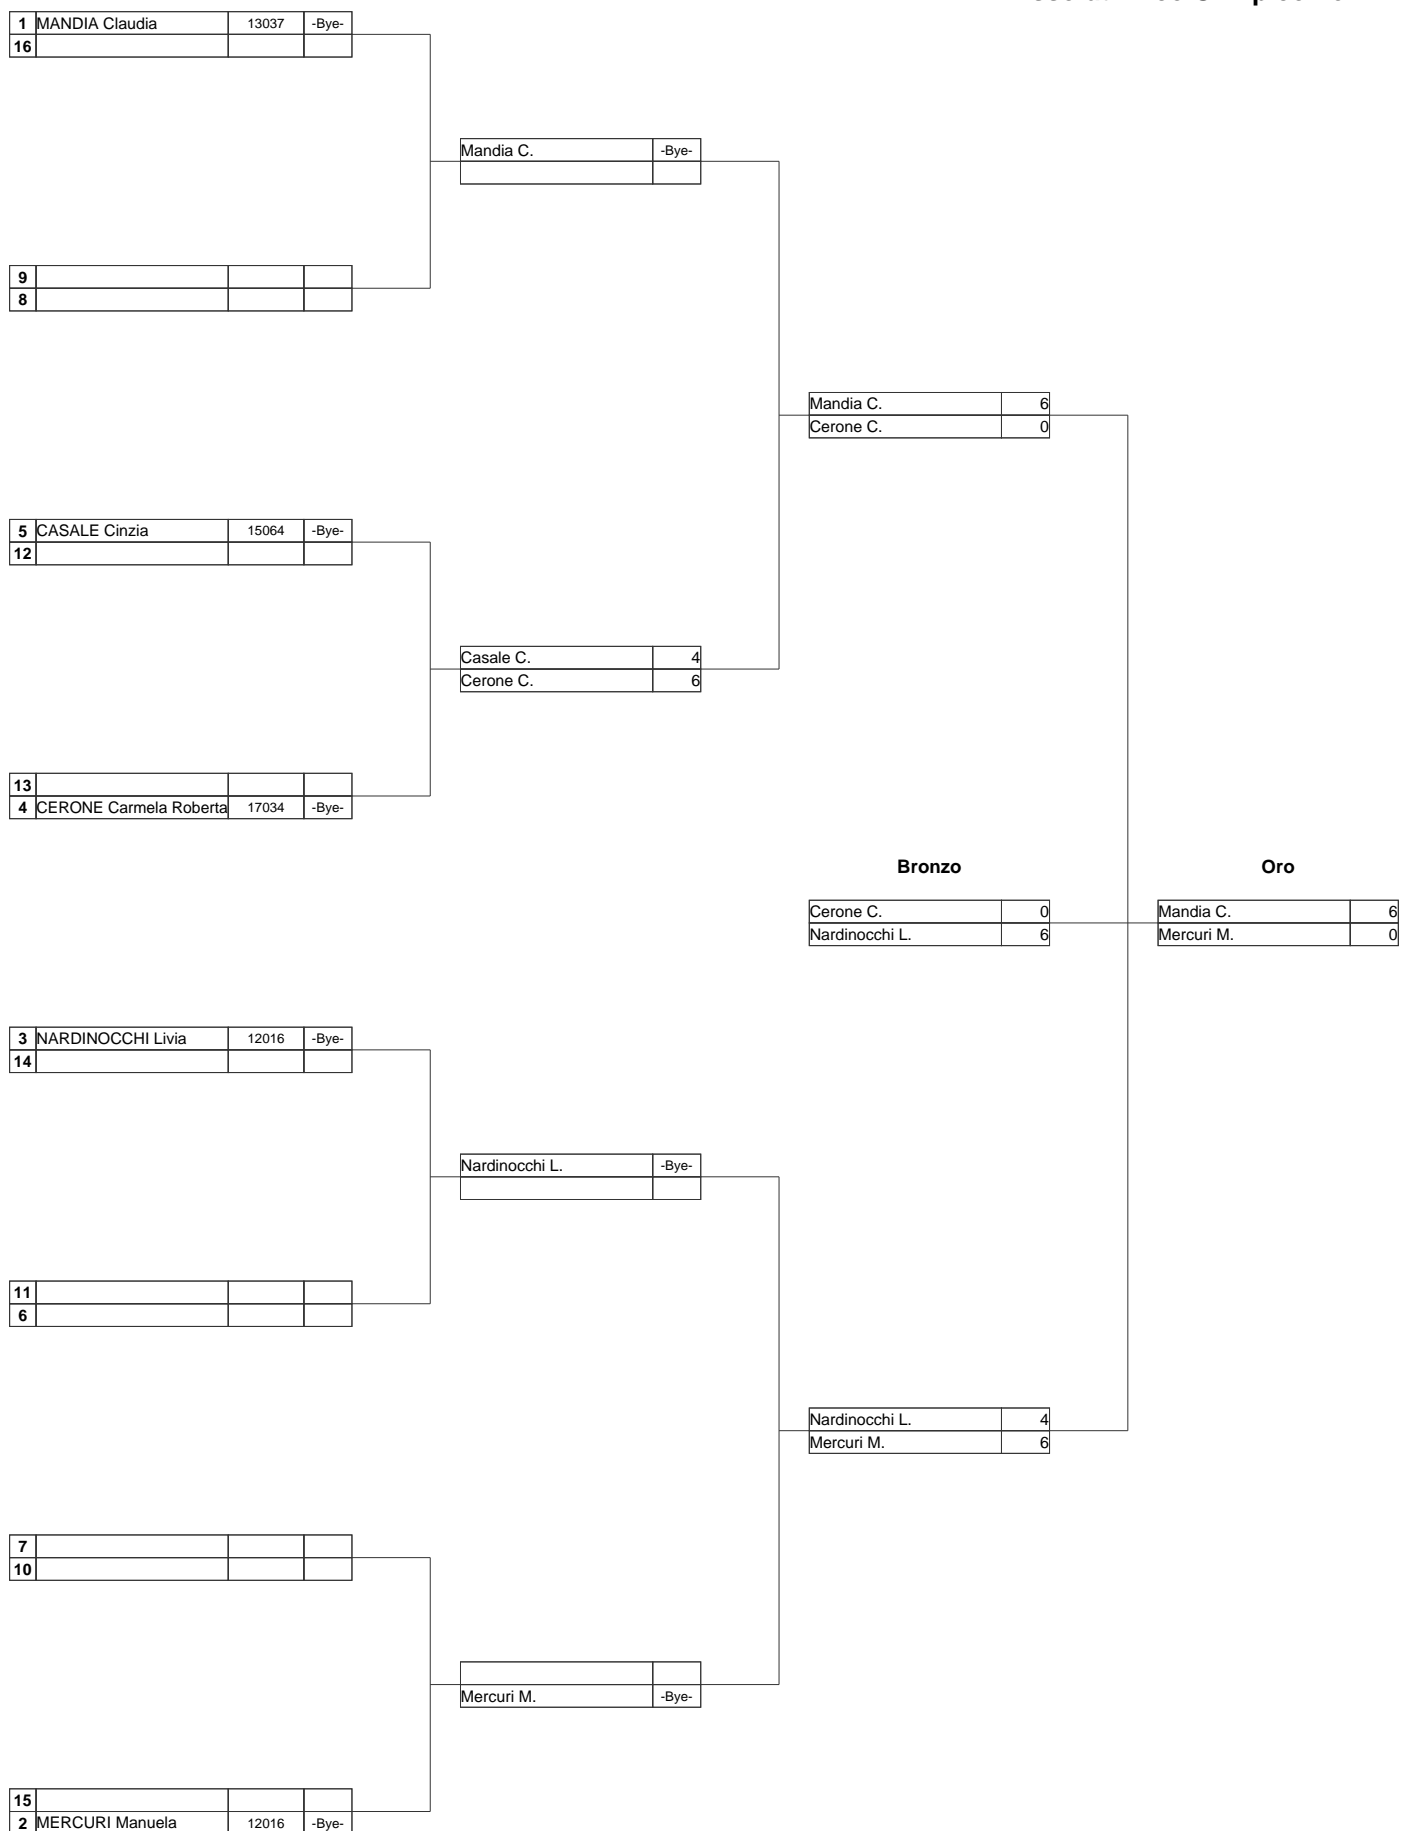 1 MANDIA Claudia 13037 -Bye-
16
Mandia C. -Bye-
9
8
Mandia C. 6
Cerone C. 0
5 CASALE Cinzia 15064 -Bye-
12
Casale C. 4
Cerone C. 6
13
4 CERONE Carmela Roberta 17034 -Bye-
Bronzo Oro
Cerone C. 0 Mandia C. 6
Nardinocchi L. 6 Mercuri M. 0
3 NARDINOCCHI Livia 12016 -Bye-
14
Nardinocchi L. -Bye-
11
6
Nardinocchi L. 4
Mercuri M. 6
7
10
Mercuri M. -Bye-
15
2 MERCURI Manuela 12016 -Bye-